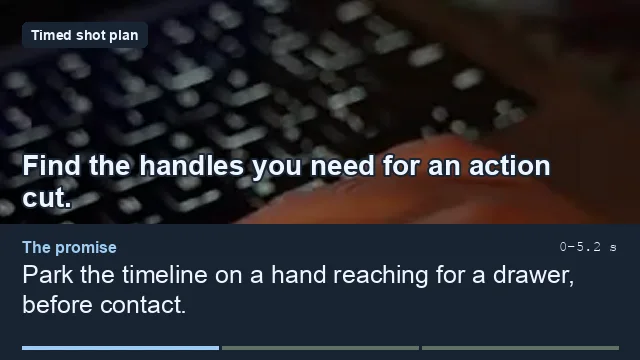 Timed shot plan
Find the handles you need for an action
cut.
The promise
0–5.2 s
Park the timeline on a hand reaching for a drawer,
before contact.